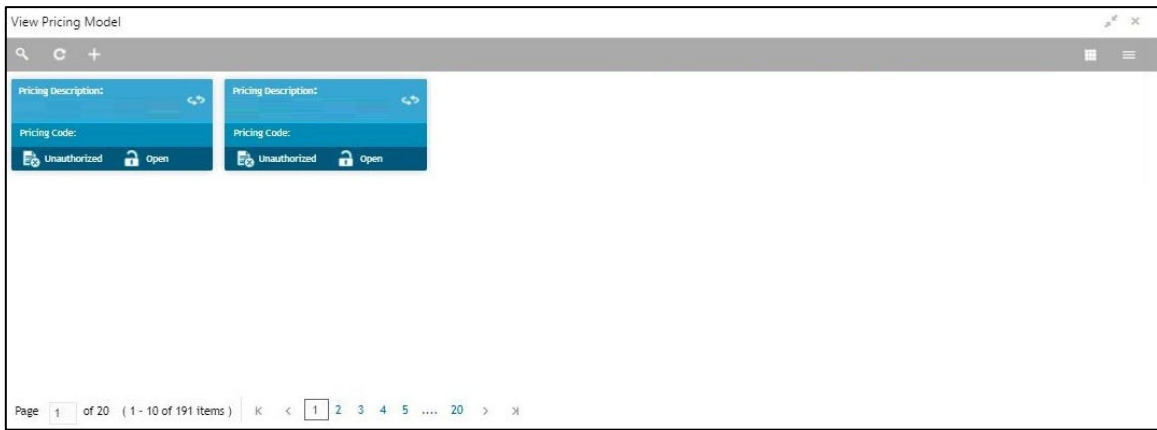 View Pricing Model
Pricing Description:
Pricing Code:
Unauthorized Open
Pricing Description:
Pricing Code:
Unauthorized Open
Page 1 of 20 ( 1 - 10 of 191 items ) K < 1 2 3 4 5 .... 20 > X